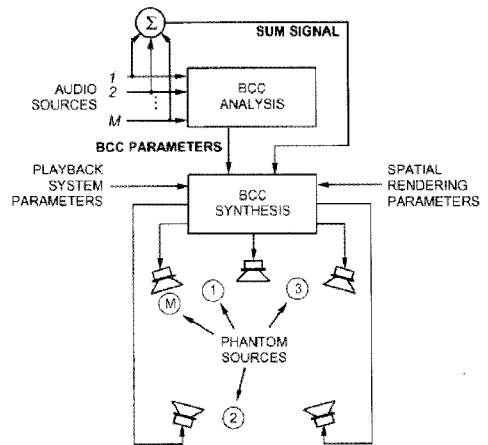 Σ
SUM SIGNAL
AUDIO
SOURCES
1
2
⋮
M
BCC
ANALYSIS
BCC PARAMETERS
PLAYBACK
SYSTEM
PARAMETERS
BCC
SYNTHESIS
SPATIAL
RENDERING
PARAMETERS
M
1
3
PHANTOM
SOURCES
2